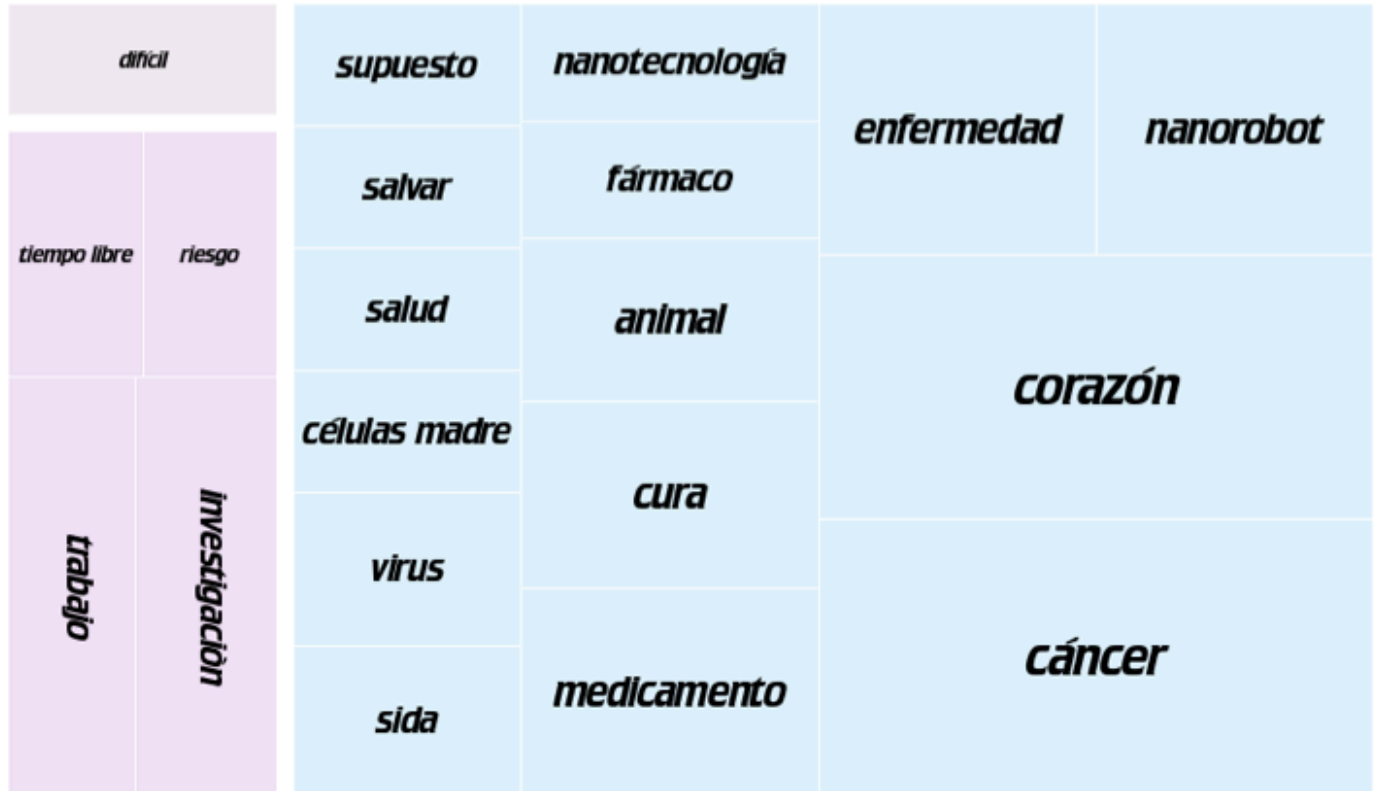 difícil
tiempo libre
riesgo
trabajo
investigaciòn
supuesto
salvar
salud
células madre
virus
sida
nanotecnología
fármaco
animal
cura
medicamento
enfermedad
nanorobot
corazón
cáncer